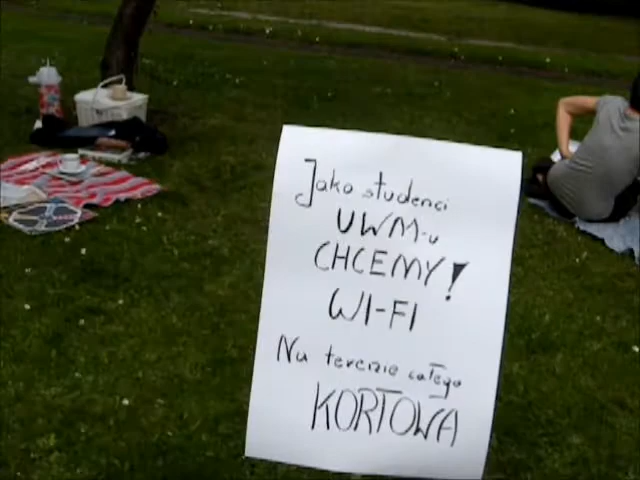 Jako studenci
UWM-u
CHCEMY!
WI-FI
Na terenie całego
KORTOWA